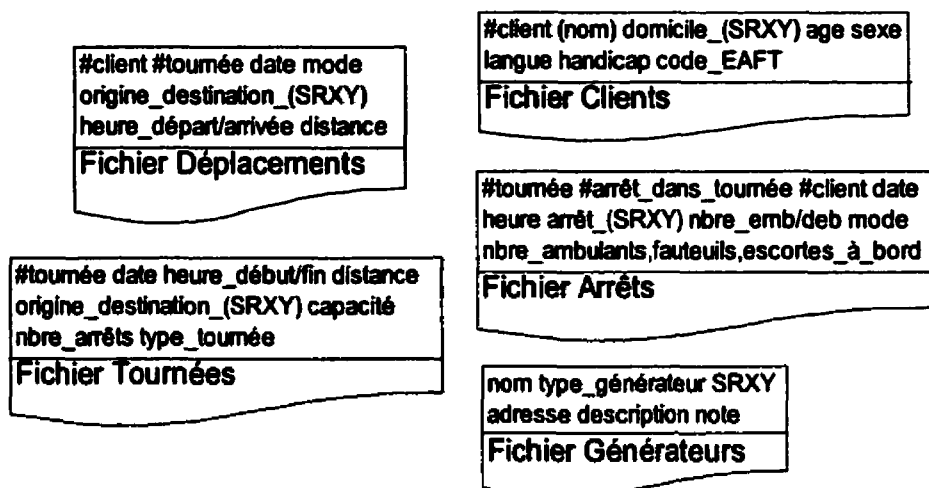 #client #tournée date mode
origine_destination_(SRXY)
heure_départ/arrivée distance
Fichier Déplacements
#tournée date heure_début/fin distance
origine_destination_(SRXY) capacité
nbre_arrêts type_tournée
Fichier Tournées
#client (nom) domicile_(SRXY) age sexe
langue handicap code_EAFT
Fichier Clients
#tournée #arrêt_dans_tournée #client date
heure arrêt_(SRXY) nbre_emb/deb mode
nbre_ambulants,fauteuils,escortes_à_bord
Fichier Arrêts
nom type_générateur SRXY
adresse description note
Fichier Générateurs